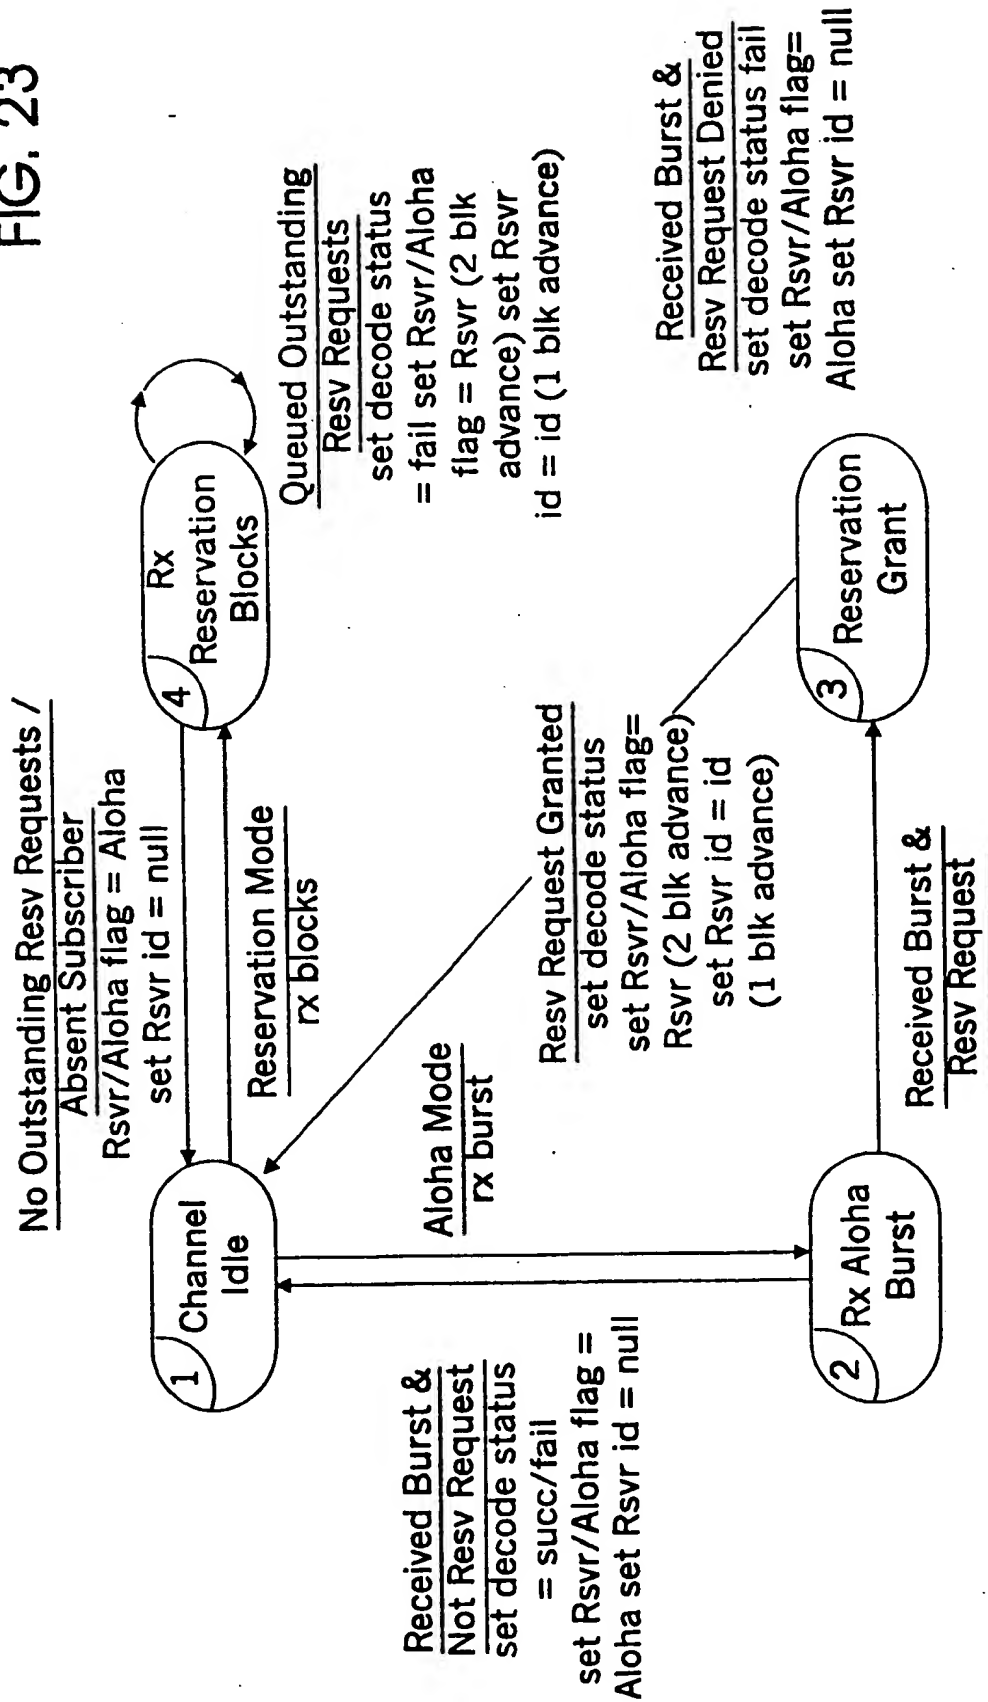 FIG. 23
No Outstanding Resv Requests /
Absent Subscriber
Rsvr/Aloha flag = Aloha
set Rsvr id = null
1
Channel
Idle
Reservation Mode
rx blocks
4
Rx
Reservation
Blocks
Queued Outstanding
Resv Requests
set decode status
= fail set Rsvr/Aloha
flag = Rsvr (2 blk
advance) set Rsvr
id = id (1 blk advance)
Received Burst &
Not Resv Request
set decode status
= succ/fail
set Rsvr/Aloha flag =
Aloha set Rsvr id = null
Aloha Mode
rx burst
Resv Request Granted
set decode status
set Rsvr/Aloha flag=
Rsvr (2 blk advance)
set Rsvr id = id
(1 blk advance)
Received Burst &
Resv Request Denied
set decode status fail
set Rsvr/Aloha flag=
Aloha set Rsvr id = null
2
Rx Aloha
Burst
Received Burst &
Resv Request
3
Reservation
Grant